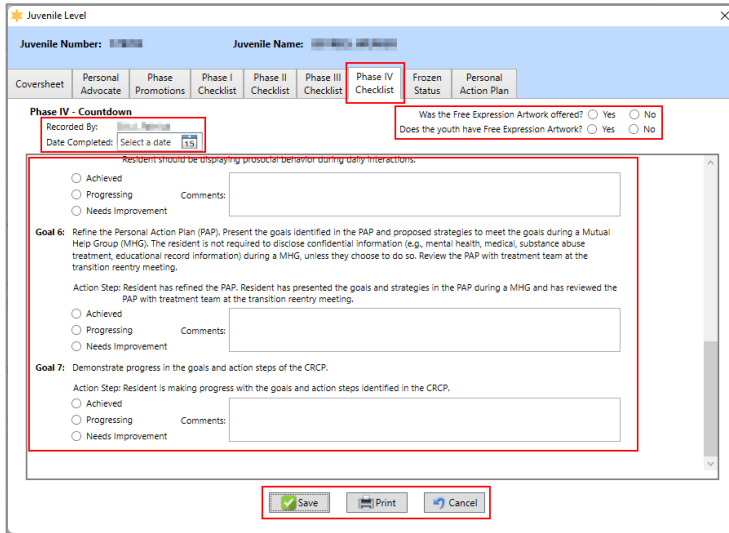 Juvenile Level
Juvenile Number:
Juvenile Name:
Coversheet
Personal Advocate
Phase Promotions
Phase I Checklist
Phase II Checklist
Phase III Checklist
Phase IV Checklist
Frozen Status
Personal Action Plan
Phase IV - Countdown
Was the Free Expression Artwork offered? Yes No
Recorded By:
Does the youth have Free Expression Artwork? Yes No
Date Completed: Select a date 15
Resident should be displaying prosocial behavior during daily interactions.
Achieved
Progressing Comments:
Needs Improvement
Goal 6: Refine the Personal Action Plan (PAP). Present the goals identified in the PAP and proposed strategies to meet the goals during a Mutual
Help Group (MHG). The resident is not required to disclose confidential information (e.g., mental health, medical, substance abuse
treatment, educational record information) during a MHG, unless they choose to do so. Review the PAP with treatment team at the
transition reentry meeting.
Action Step: Resident has refined the PAP. Resident has presented the goals and strategies in the PAP during a MHG and has reviewed the
PAP with treatment team at the transition reentry meeting.
Achieved
Progressing Comments:
Needs Improvement
Goal 7: Demonstrate progress in the goals and action steps of the CRCP.
Action Step: Resident is making progress with the goals and action steps identified in the CRCP.
Achieved
Progressing Comments:
Needs Improvement
Save Print Cancel